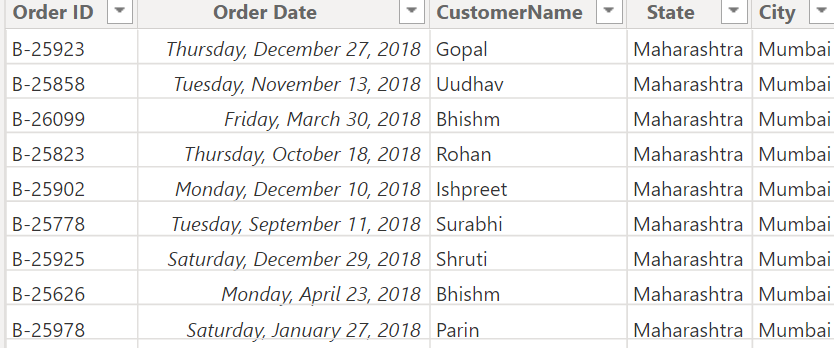 Order ID Order Date CustomerName State City
B-25923 Thursday, December 27, 2018 Gopal Maharashtra Mumbai
B-25858 Tuesday, November 13, 2018 Uudhav Maharashtra Mumbai
B-26099 Friday, March 30, 2018 Bhishm Maharashtra Mumbai
B-25823 Thursday, October 18, 2018 Rohan Maharashtra Mumbai
B-25902 Monday, December 10, 2018 Ishpreet Maharashtra Mumbai
B-25778 Tuesday, September 11, 2018 Surabhi Maharashtra Mumbai
B-25925 Saturday, December 29, 2018 Shruti Maharashtra Mumbai
B-25626 Monday, April 23, 2018 Bhishm Maharashtra Mumbai
B-25978 Saturday, January 27, 2018 Parin Maharashtra Mumbai